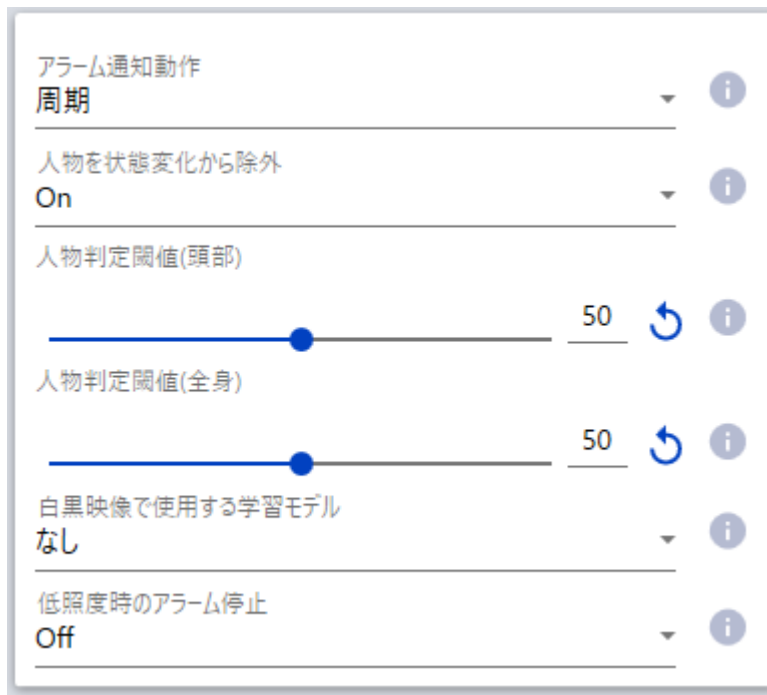 アラーム通知動作
周期
人物を状態変化から除外
On
人物判定閾値(頭部)
50
人物判定閾値(全身)
50
白黒映像で使用する学習モデル
なし
低照度時のアラーム停止
Off